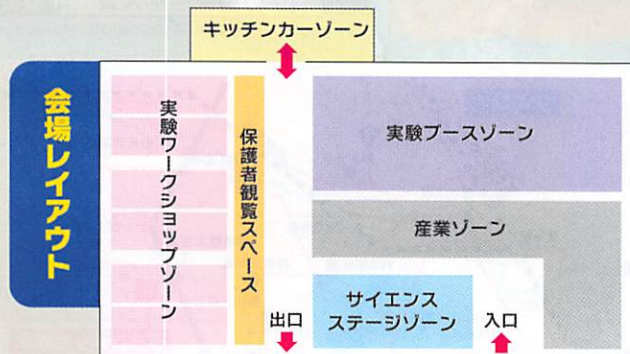 キッチンカーゾーン
会場レイアウト
実験ワークショップゾーン
保護者観覧スペース
実験ブースゾーン
産業ゾーン
サイエンス
ステージゾーン
出口
入口